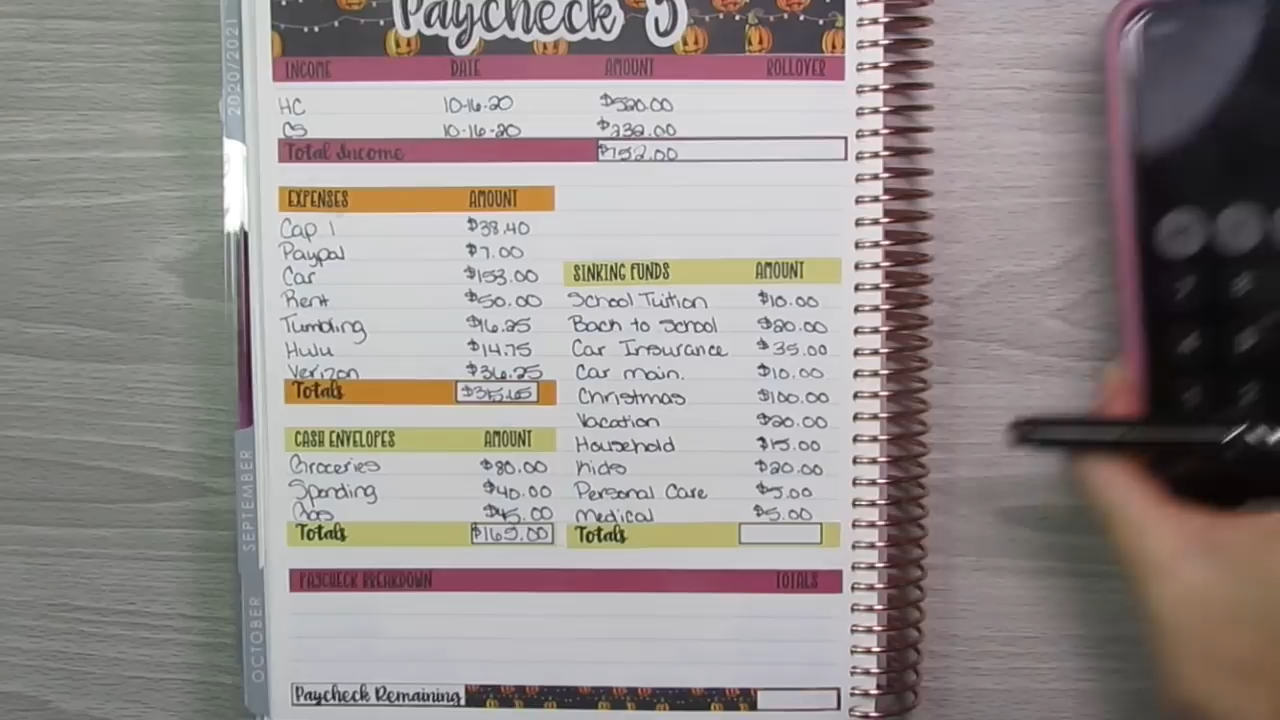 Paycheck 5
INCOME DATE AMOUNT ROLLOVER
HC 10-16-20 $520.00
CS 10-16-20 $232.00
Total Income $752.00
EXPENSES AMOUNT
Cap 1 $38.40
Paypal $7.00
Car $153.00
Rent $50.00
Tumbling $16.25
Hulu $14.75
Verizon $36.25
Totals $315.65
CASH ENVELOPES AMOUNT
Groceries $80.00
Spending $40.00
Gas $45.00
Totals $165.00
SINKING FUNDS AMOUNT
School Tuition $10.00
Back to School $20.00
Car Insurance $35.00
Car main. $10.00
Christmas $100.00
Vacation $20.00
Household $15.00
Kids $20.00
Personal Care $5.00
Medical $5.00
Totals
PAYCHECK BREAKDOWN TOTALS
Paycheck Remaining
2020/2021
SEPTEMBER
OCTOBER